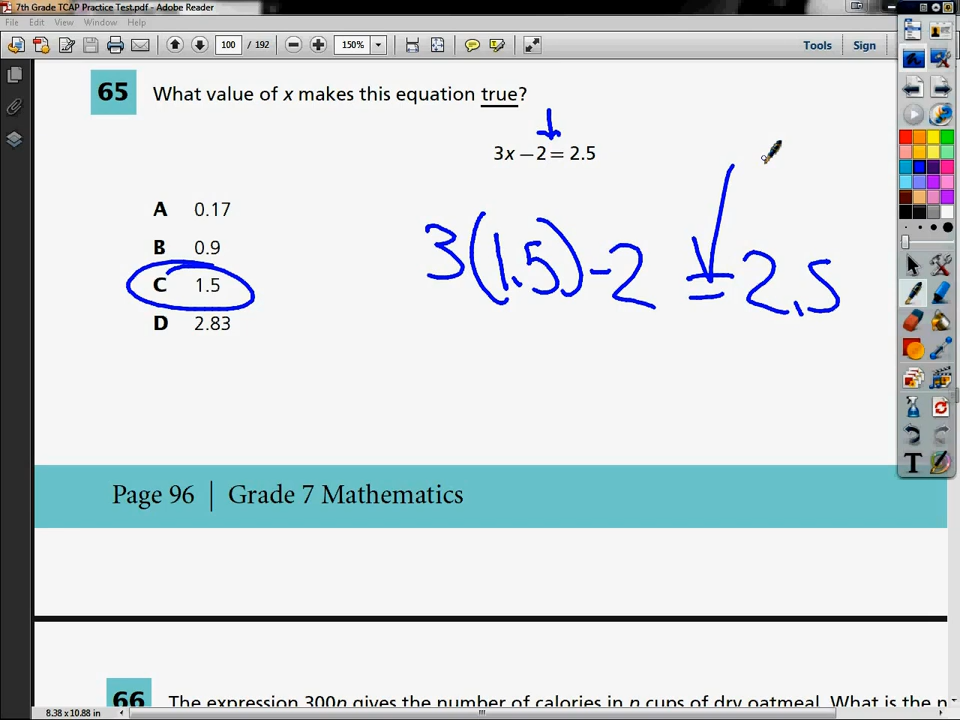 7th Grade TCAP Practice Test.pdf - Adobe Reader
File Edit View Window Help
100 / 192 150% Tools Sign
65 What value of x makes this equation true?
3x – 2 = 2.5
A 0.17
B 0.9
C 1.5
D 2.83
3(1.5) - 2 = 2.5
Page 96 | Grade 7 Mathematics
66 The expression 300n gives the number of calories in n cups of dry oatmeal. What is the n
8.38 x 10.88 in
T